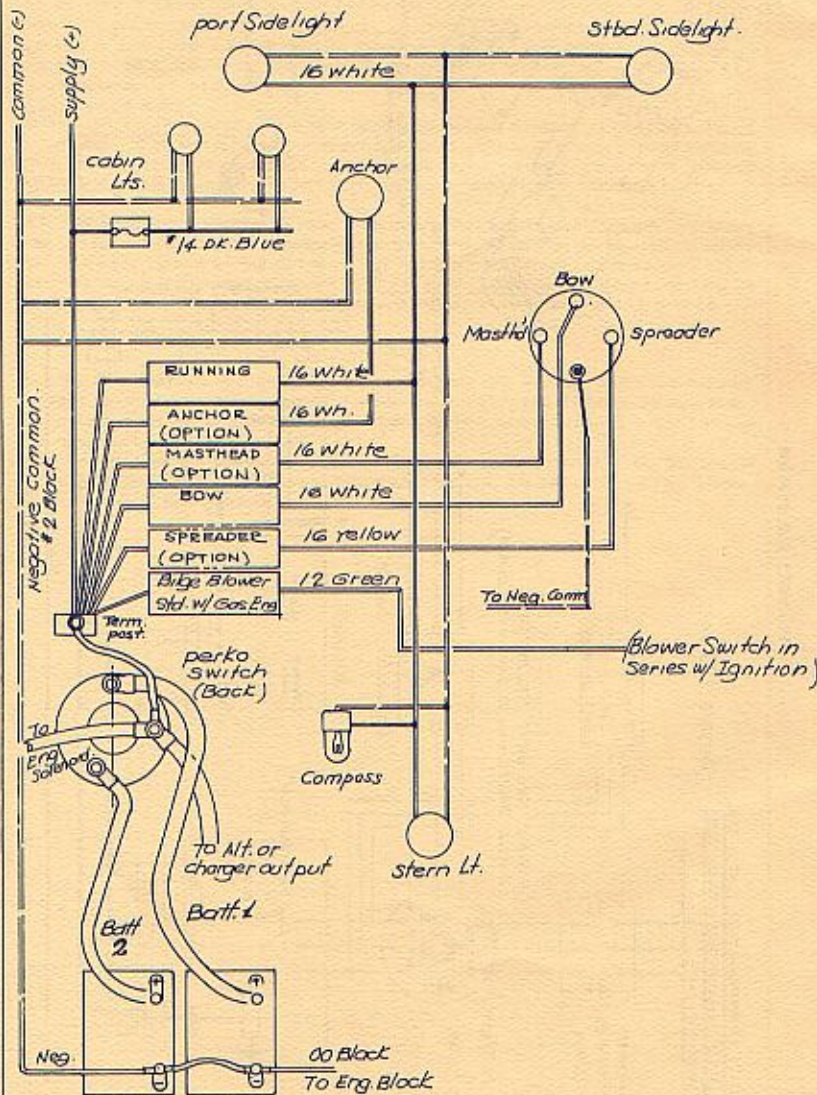 common (-)
supply (+)
port Sidelight
Stbd. Sidelight.
16 White
cabin
Lts.
Anchor
#14 DK. Blue
Bow
Masth'd
spreader
RUNNING
16 White
ANCHOR
(OPTION)
16 Wh.
MASTHEAD
(OPTION)
16 White
BOW
16 White
SPREADER
(OPTION)
16 Yellow
Bilge Blower
Std. w/ Gas Eng
12 Green
Negative Common.
#2 Black
Term.
post.
To Neg. Comm
(Blower Switch in
Series w/ Ignition)
perko
switch
(Back)
To
Eng
Solenoid.
Compass
To Alt. or
charger output
Stern Lt.
Batt
2
Batt. 1
+
+
Neg.
-
-
00 Black
To Eng. Block